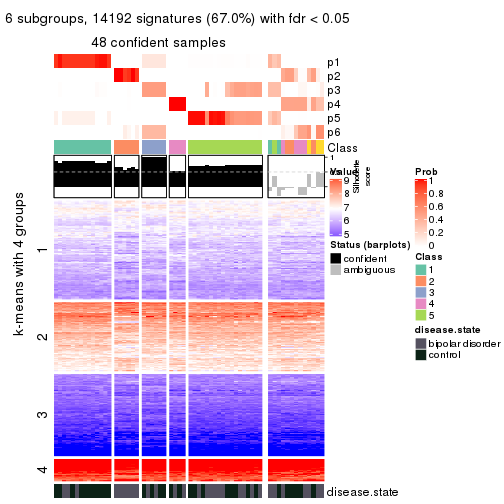 6 subgroups, 14192 signatures (67.0%) with fdr < 0.05
48 confident samples
p1
p2
p3
p4
p5
p6
Class
1
Silhouette
score
Value
9
8
7
6
5
Status (barplots)
confident
ambiguous
Prob
1
0.8
0.6
0.4
0.2
0
Class
1
2
3
4
5
disease.state
bipolar disorder
control
k-means with 4 groups
1
2
3
4
disease.state